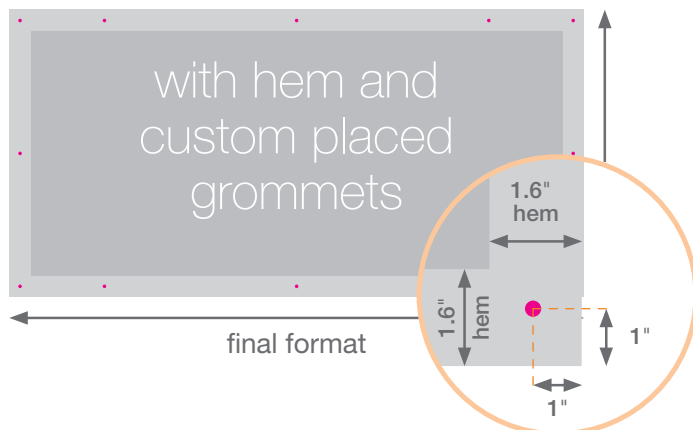 with hem and
custom placed
grommets
1.6"
hem
1.6"
hem
final format
1"
1"